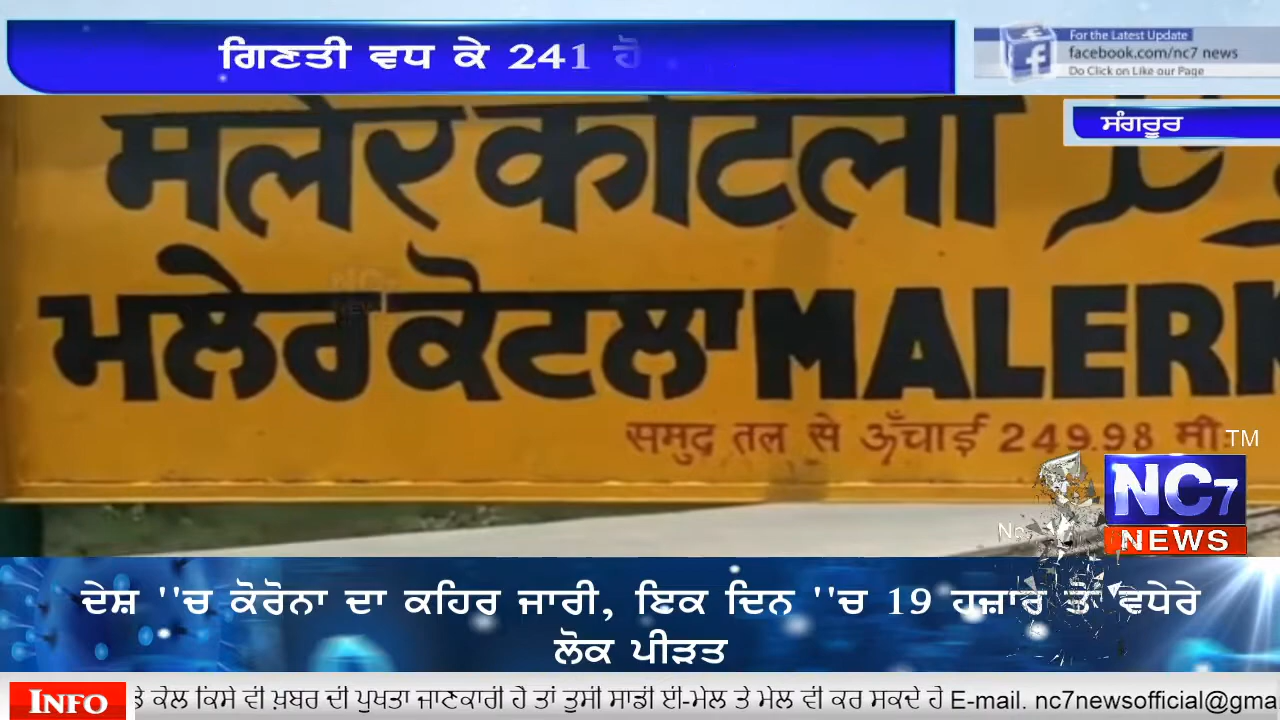 ਗਿਣਤੀ ਵਧ ਕੇ 241 ਹੋ
For the Latest Update
facebook.com/nc7 news
Do Click on Like our Page
ਸੰਗਰੂਰ
मलेरकोटला
ਮਲੇਰਕੋਟਲਾ MALERK
समुद्र तल से ऊँचाई 249.98 मी.
TM
NC7
NEWS
ਦੇਸ਼ ''ਚ ਕੋਰੋਨਾ ਦਾ ਕਹਿਰ ਜਾਰੀ, ਇਕ ਦਿਨ ''ਚ 19 ਹਜ਼ਾਰ ਤੋਂ ਵਧੇਰੇ
ਲੋਕ ਪੀੜਤ
INFO ਕੋਲ ਕਿਸੇ ਵੀ ਖ਼ਬਰ ਦੀ ਪੁਖਤਾ ਜਾਣਕਾਰੀ ਹੈ ਤਾਂ ਤੁਸੀ ਸਾਡੀ ਈ-ਮੇਲ ਤੇ ਮੇਲ ਵੀ ਕਰ ਸਕਦੇ ਹੋ E-mail. nc7newsofficial@gma